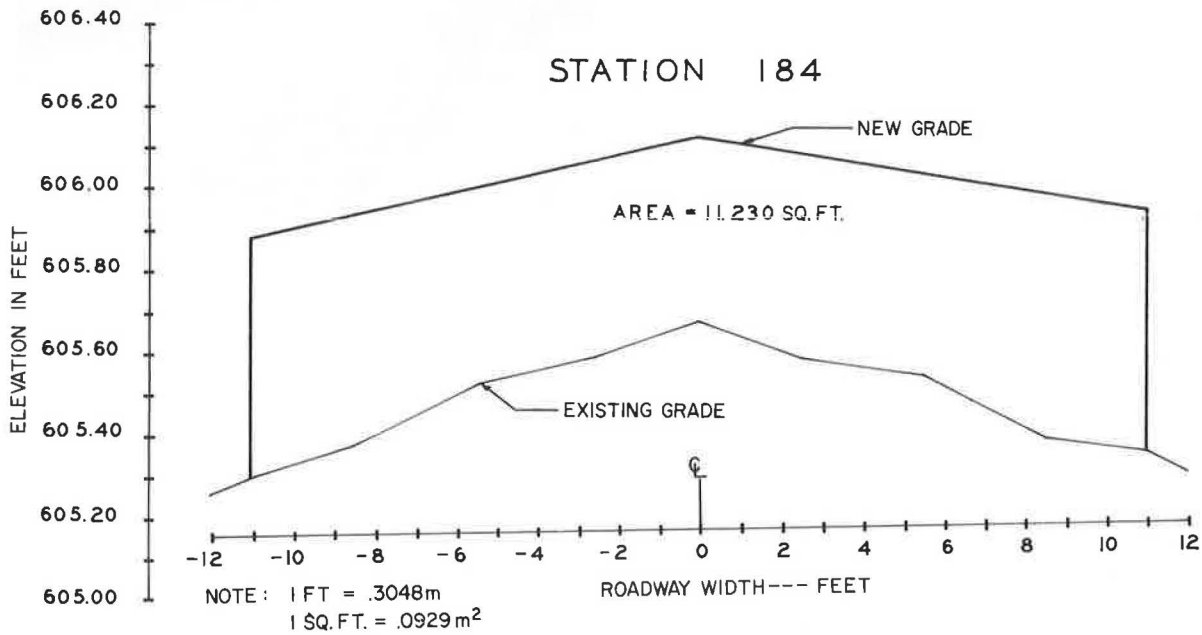 606.40
606.20
606.00
605.80
605.60
605.40
605.20
605.00
ELEVATION IN FEET
STATION 184
NEW GRADE
AREA = 11.230 SQ.FT.
EXISTING GRADE
℄
-12 -10 -8 -6 -4 -2 0 2 4 6 8 10 12
ROADWAY WIDTH--- FEET
NOTE: 1 FT = .3048m
1 SQ.FT. = .0929m²